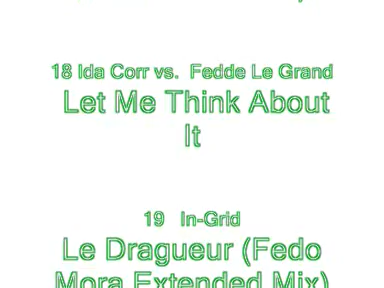 18 Ida Corr vs. Fedde Le Grand
Let Me Think About
It
19 In-Grid
Le Dragueur (Fedo
Mora Extended Mix)